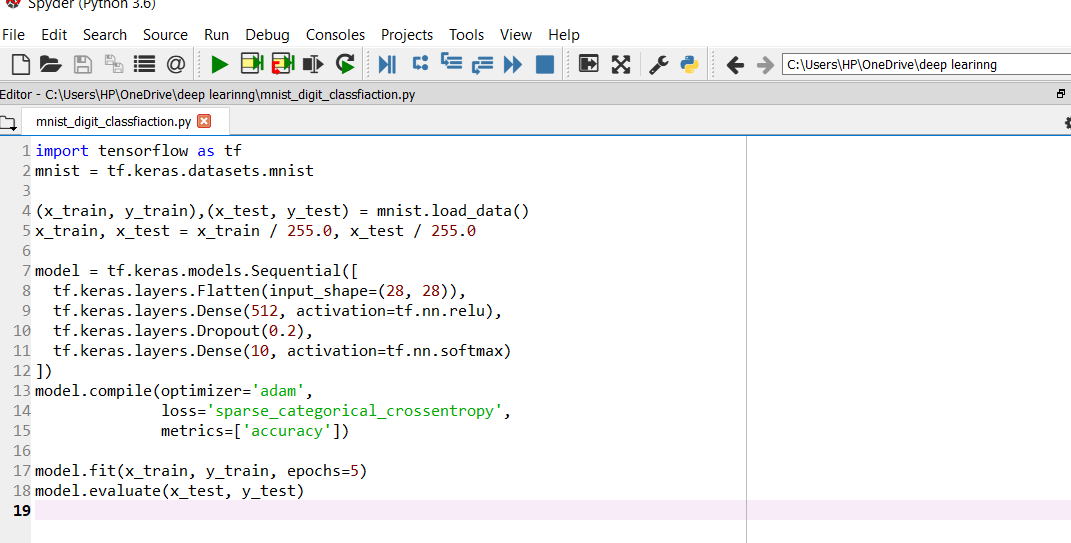 Spyder (Python 3.6)
File Edit Search Source Run Debug Consoles Projects Tools View Help
C:\Users\HP\OneDrive\deep learinng
Editor - C:\Users\HP\OneDrive\deep learinng\mnist_digit_classfiaction.py
mnist_digit_classfiaction.py
1 import tensorflow as tf
2 mnist = tf.keras.datasets.mnist
3
4 (x_train, y_train),(x_test, y_test) = mnist.load_data()
5 x_train, x_test = x_train / 255.0, x_test / 255.0
6
7 model = tf.keras.models.Sequential([
8   tf.keras.layers.Flatten(input_shape=(28, 28)),
9   tf.keras.layers.Dense(512, activation=tf.nn.relu),
10   tf.keras.layers.Dropout(0.2),
11   tf.keras.layers.Dense(10, activation=tf.nn.softmax)
12 ])
13 model.compile(optimizer='adam',
14               loss='sparse_categorical_crossentropy',
15               metrics=['accuracy'])
16
17 model.fit(x_train, y_train, epochs=5)
18 model.evaluate(x_test, y_test)
19